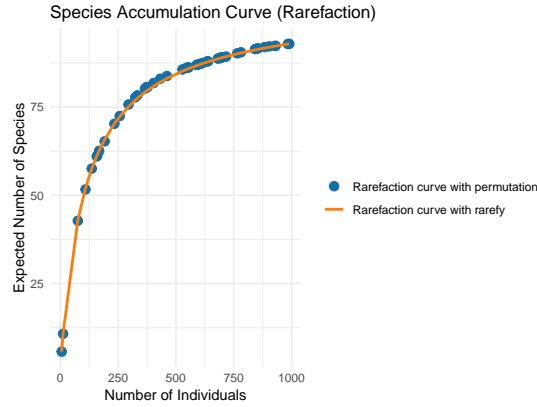 Species Accumulation Curve (Rarefaction)
Expected Number of Species
75
50
25
0
250
500
750
1000
Number of Individuals
Rarefaction curve with permutation
Rarefaction curve with rarefy